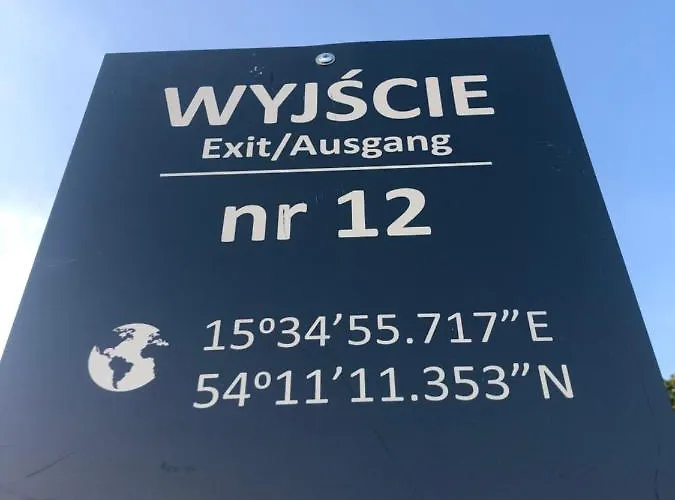 WYJŚCIE
Exit/Ausgang
nr 12
15º34’55.717”E
54º11’11.353”N